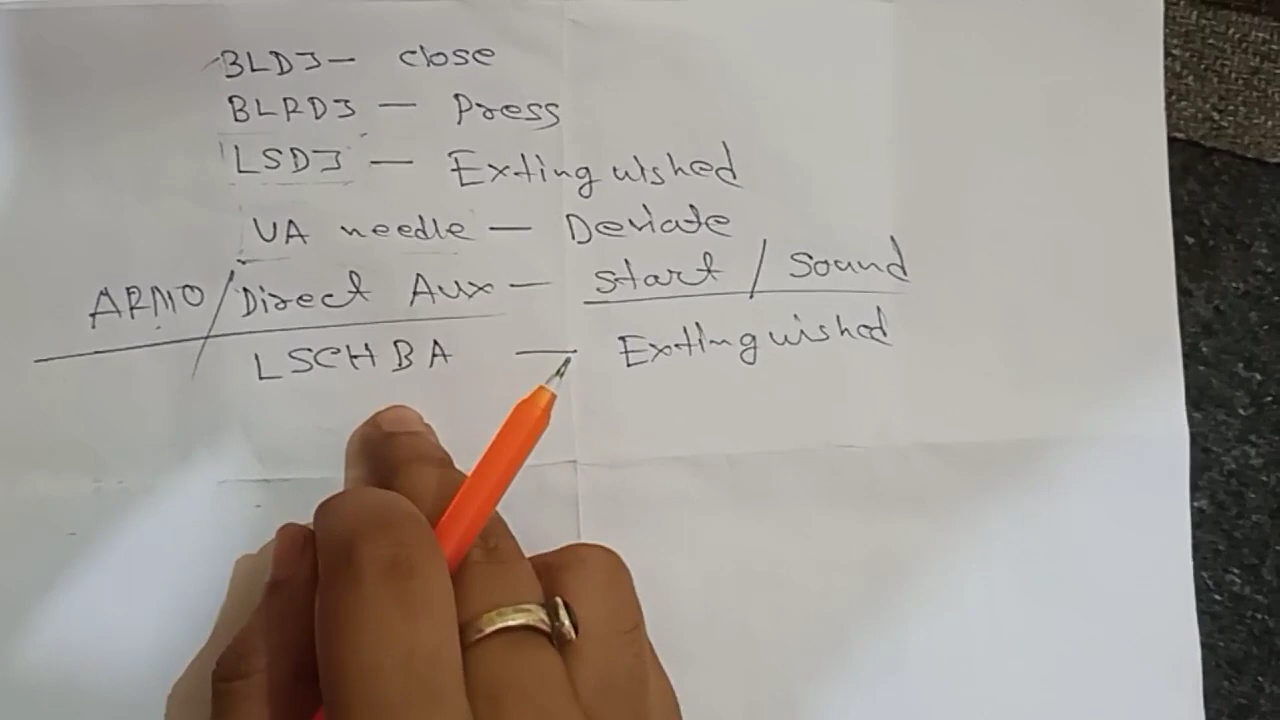 BLDJ - close
BLRDJ - Press
LSDJ - Extinguished
UA needle - Deviate
ARNO/Direct Aux - start / sound
LSCHBA - Extinguished